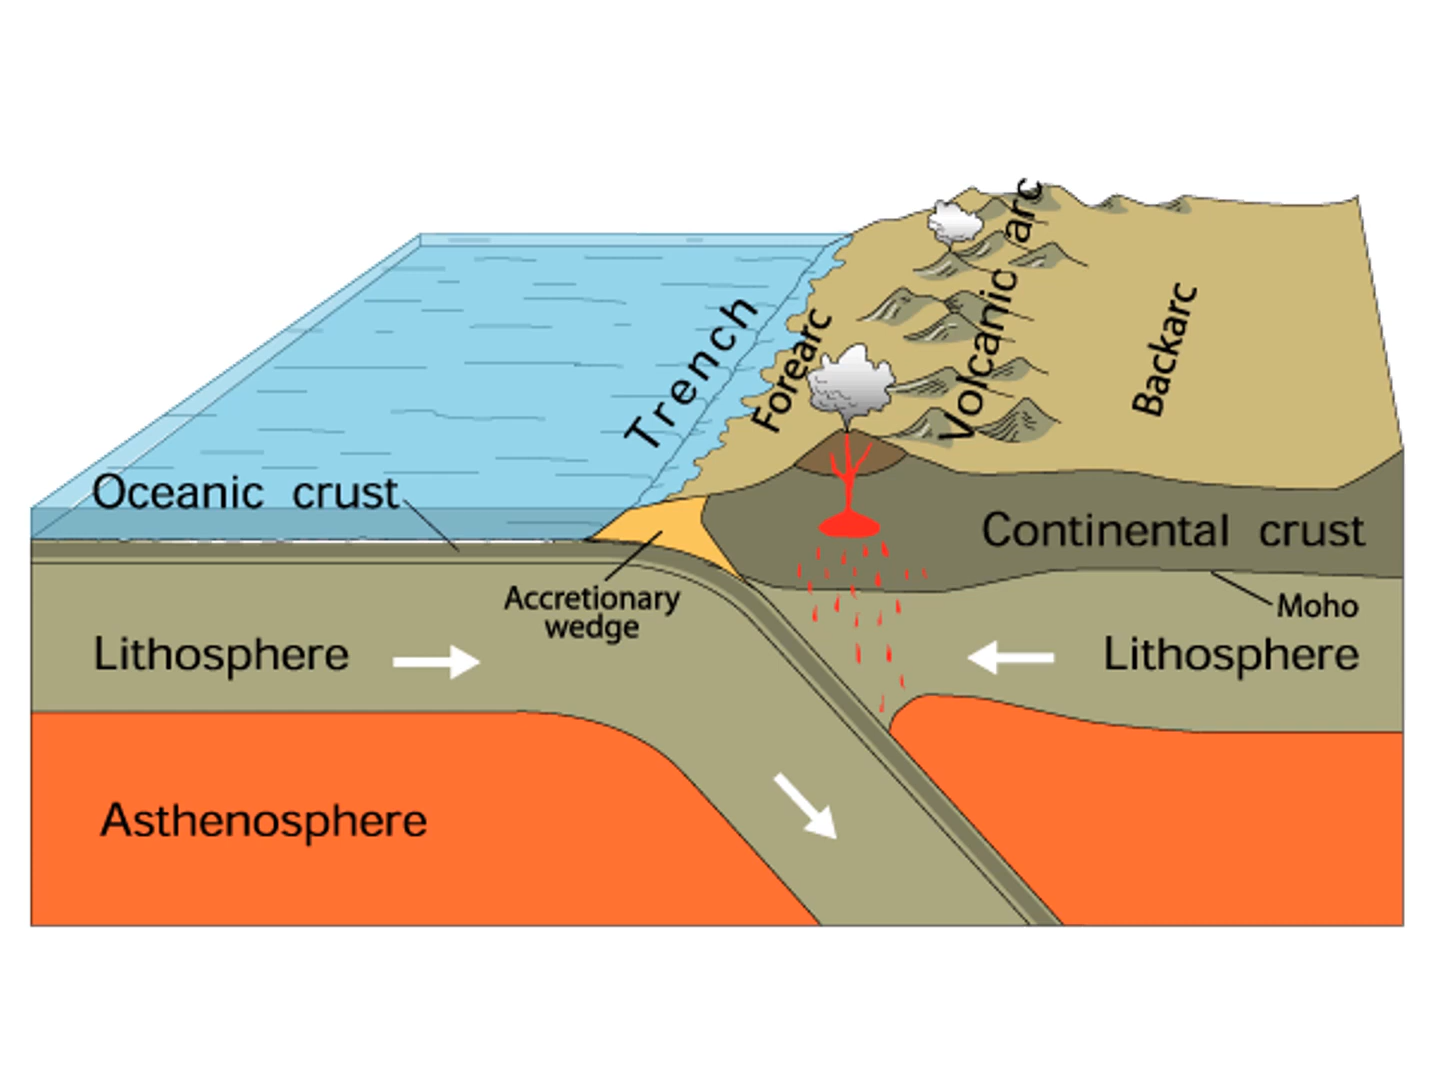 Trench
Forearc
Volcanic arc
Backarc
Oceanic crust
Continental crust
Accretionary
wedge
Moho
Lithosphere
Lithosphere
Asthenosphere